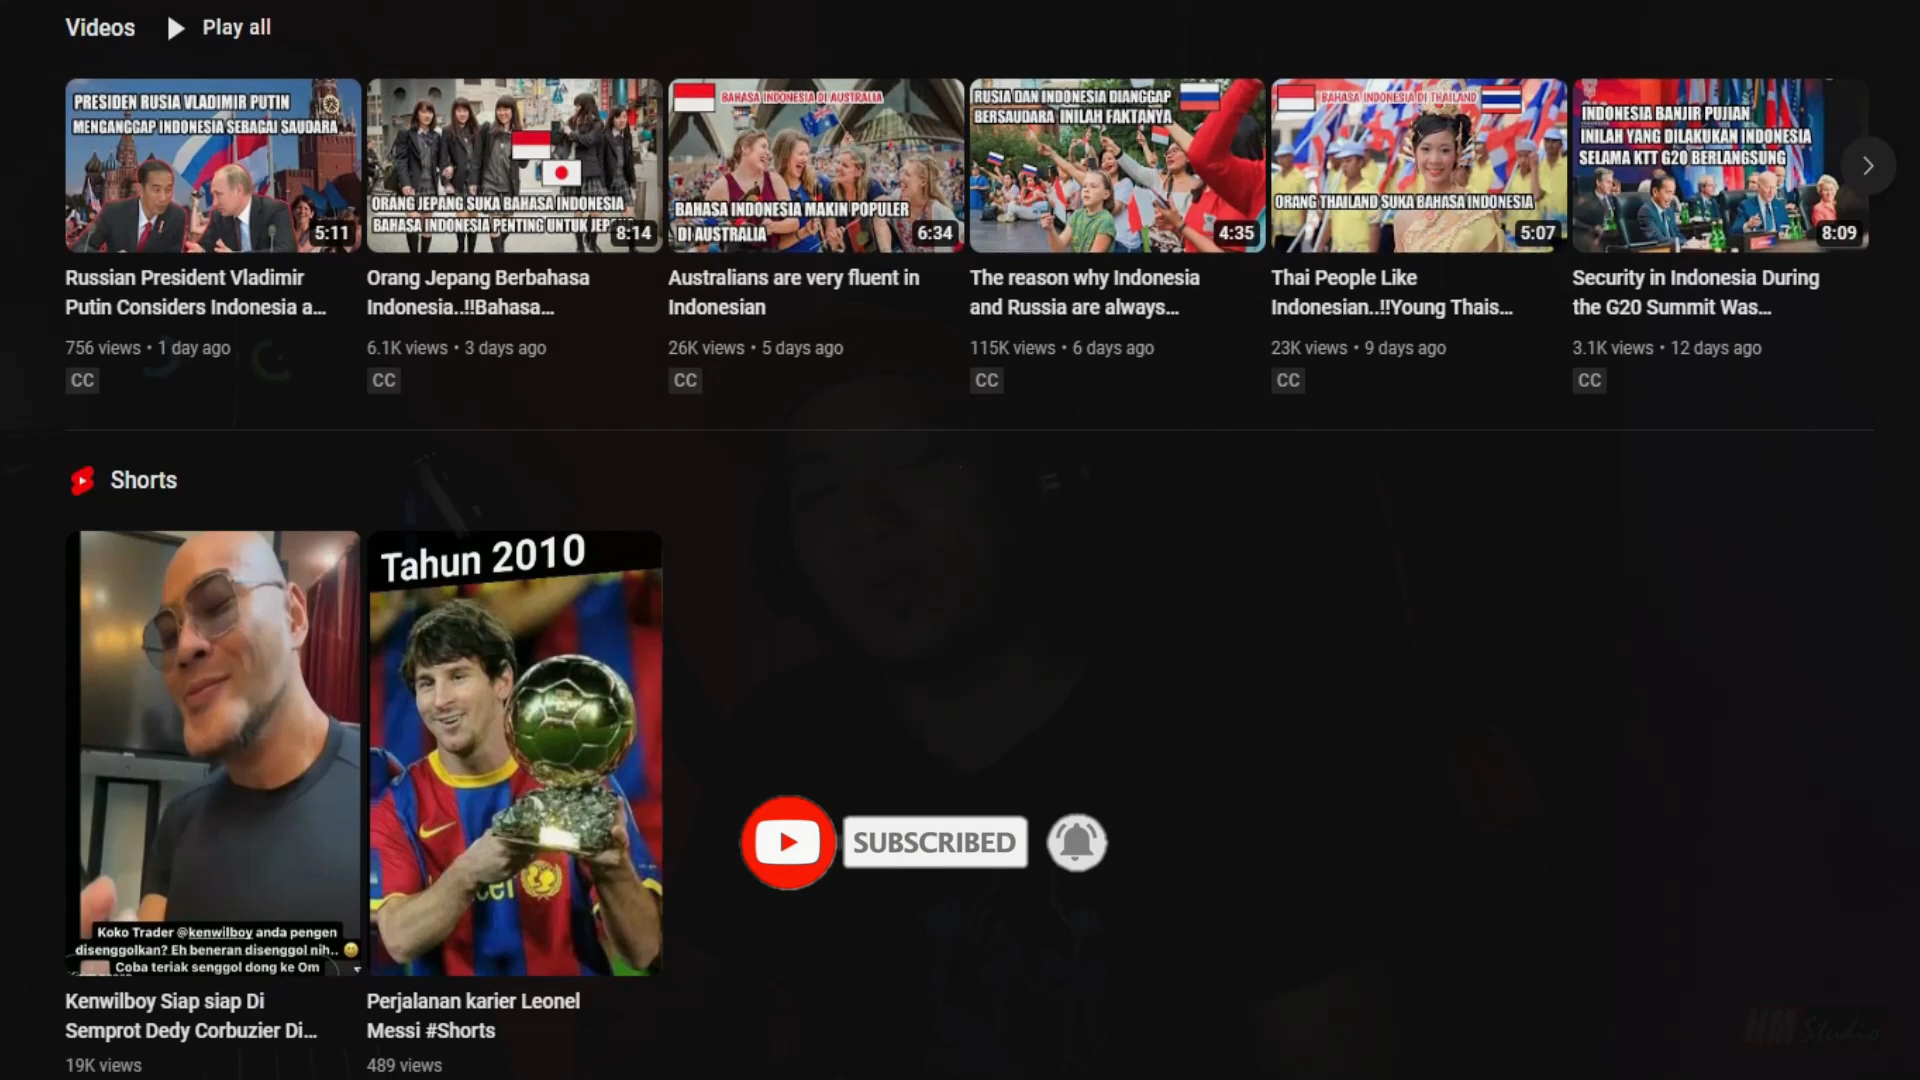 Videos
Play all
PRESIDEN RUSIA VLADIMIR PUTIN
MENGANGGAP INDONESIA SEBAGAI SAUDARA
5:11
ORANG JEPANG SUKA BAHASA INDONESIA
BAHASA INDONESIA PENTING UNTUK
8:14
BAHASA INDONESIA DI AUSTRALIA
BAHASA INDONESIA MAKIN POPULER
DI AUSTRALIA
6:34
RUSIA DAN INDONESIA DIANGGAP
BERSAUDARA INILAH FAKTANYA
4:35
BAHASA INDONESIA DI THAILAND
ORANG THAILAND SUKA BAHASA INDONESIA
5:07
INDONESIA BANJIR PUJIAN
INILAH YANG DILAKUKAN INDONESIA
SELAMA KTT G20 BERLANGSUNG
8:09
Russian President Vladimir
Putin Considers Indonesia a...
756 views • 1 day ago
CC
Orang Jepang Berbahasa
Indonesia..!!Bahasa...
6.1K views • 3 days ago
CC
Australians are very fluent in
Indonesian
26K views • 5 days ago
CC
The reason why Indonesia
and Russia are always...
115K views • 6 days ago
CC
Thai People Like
Indonesian..!!Young Thais...
23K views • 9 days ago
CC
Security in Indonesia During
the G20 Summit Was...
3.1K views • 12 days ago
CC
Shorts
Koko Trader @kenwilboy anda pengen
disenggolkan? Eh beneran disenggol nih..
Coba teriak senggol dong ke Om
Kenwilboy Siap siap Di
Semprot Dedy Corbuzier Di...
19K views
Tahun 2010
Perjalanan karier Leonel
Messi #Shorts
489 views
SUBSCRIBED
HM Studio